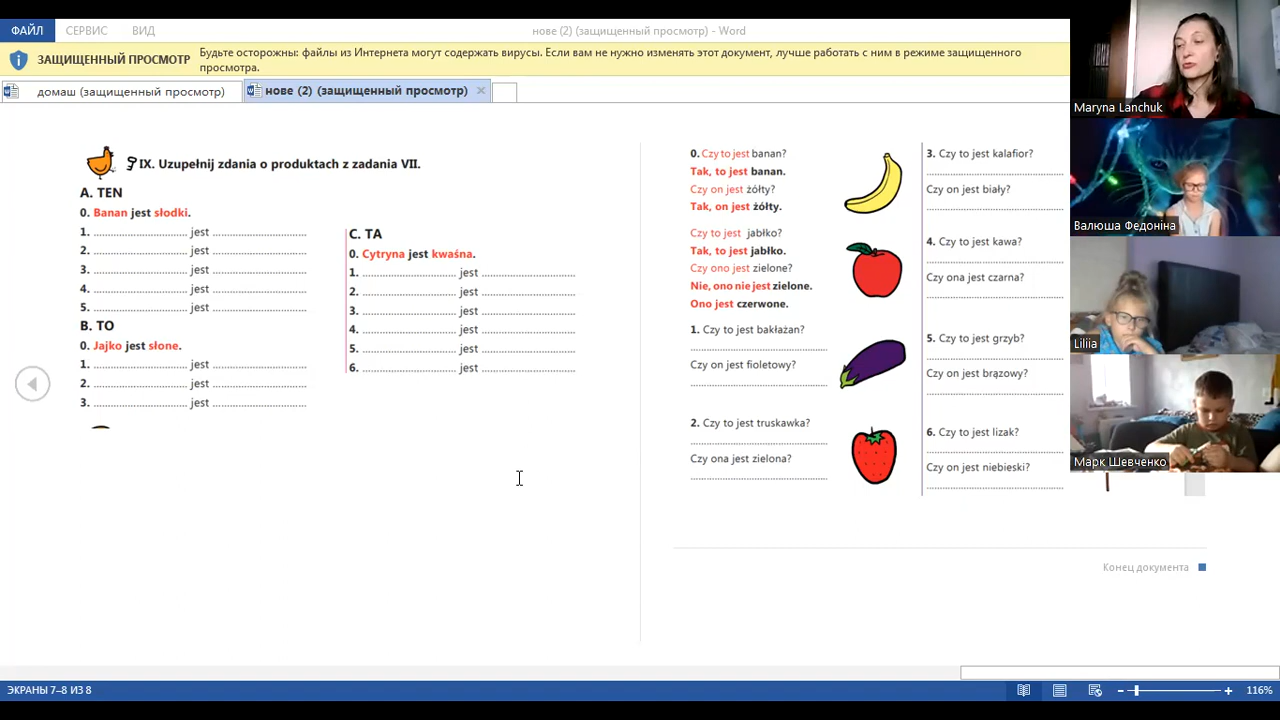 ФАЙЛ СЕРВИС ВИД
нове (2) (защищенный просмотр) - Word
ЗАЩИЩЕННЫЙ ПРОСМОТР
Будьте осторожны: файлы из Интернета могут содержать вирусы. Если вам не нужно изменять этот документ, лучше работать с ним в режиме защищенного
просмотра.
домаш (защищенный просмотр)
нове (2) (защищенный просмотр)
IX. Uzupełnij zdania o produktach z zadania VII.
A. TEN
0. Banan jest słodki.
1. .......................... jest ..........................
2. .......................... jest ..........................
3. .......................... jest ..........................
4. .......................... jest ..........................
5. .......................... jest ..........................
B. TO
0. Jajko jest słone.
1. .......................... jest ..........................
2. .......................... jest ..........................
3. .......................... jest ..........................
C. TA
0. Cytryna jest kwaśna.
1. .......................... jest ..........................
2. .......................... jest ..........................
3. .......................... jest ..........................
4. .......................... jest ..........................
5. .......................... jest ..........................
6. .......................... jest ..........................
0. Czy to jest banan?
Tak, to jest banan.
Czy on jest żółty?
Tak, on jest żółty.
Czy to jest jabłko?
Tak, to jest jabłko.
Czy ono jest zielone?
Nie, ono nie jest zielone.
Ono jest czerwone.
1. Czy to jest bakłażan?
Czy on jest fioletowy?
2. Czy to jest truskawka?
Czy ona jest zielona?
3. Czy to jest kalafior?
Czy on jest biały?
4. Czy to jest kawa?
Czy ona jest czarna?
5. Czy to jest grzyb?
Czy on jest brązowy?
6. Czy to jest lizak?
Czy on jest niebieski?
Конец документа
ЭКРАНЫ 7–8 ИЗ 8
116%
Maryna Lanchuk
Валюша Федоніна
Liliia
Марк Шевченко